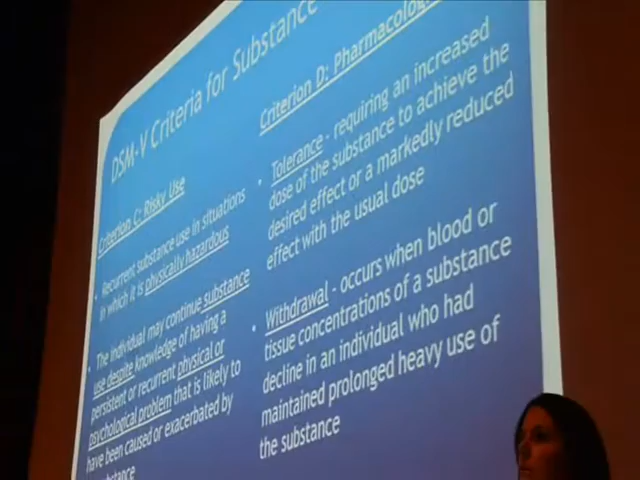 DSM-V Criteria for Substance
Criterion C: Risky Use
• Recurrent substance use in situations
in which it is physically hazardous
• The individual may continue substance
use despite knowledge of having a
persistent or recurrent physical or
psychological problem that is likely to
have been caused or exacerbated by
Criterion D:
• Tolerance - requiring an increased
dose of the substance to achieve the
desired effect or a markedly reduced
effect with the usual dose
• Withdrawal - occurs when blood or
tissue concentrations of a substance
decline in an individual who had
maintained prolonged heavy use of
the substance